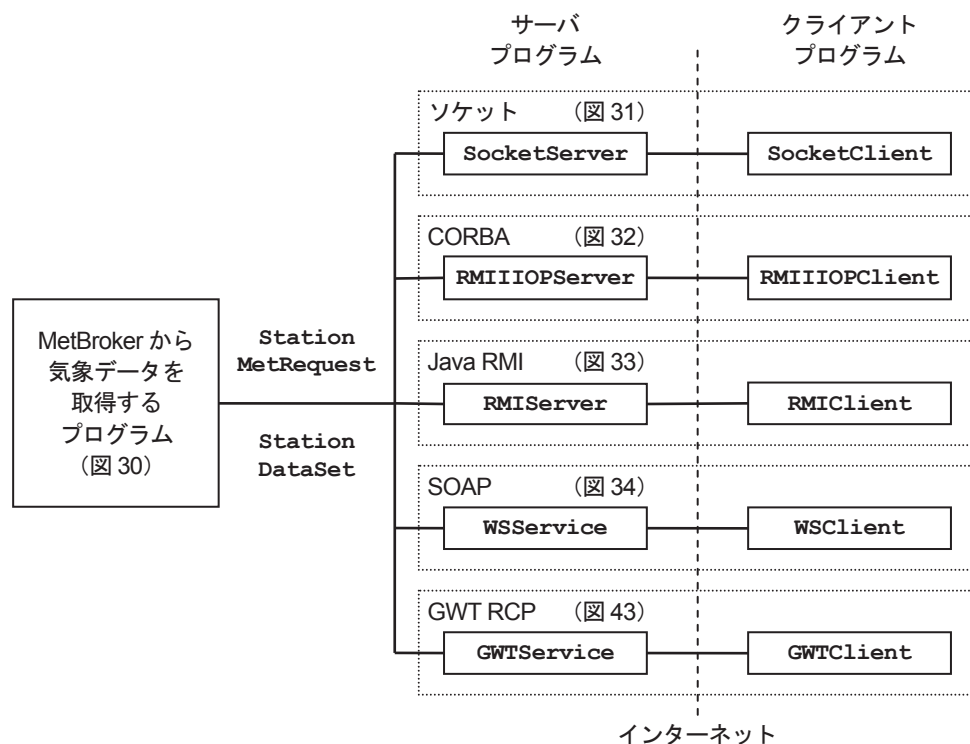 サーバ
プログラム
クライアント
プログラム
ソケット （図 31）
SocketServer
SocketClient
CORBA （図 32）
RMIIIOPServer
RMIIIOPClient
MetBroker から
気象データを
取得する
プログラム
（図 30）
Station
MetRequest
Station
DataSet
Java RMI （図 33）
RMIServer
RMIClient
SOAP （図 34）
WSService
WSClient
GWT RCP （図 43）
GWTService
GWTClient
インターネット